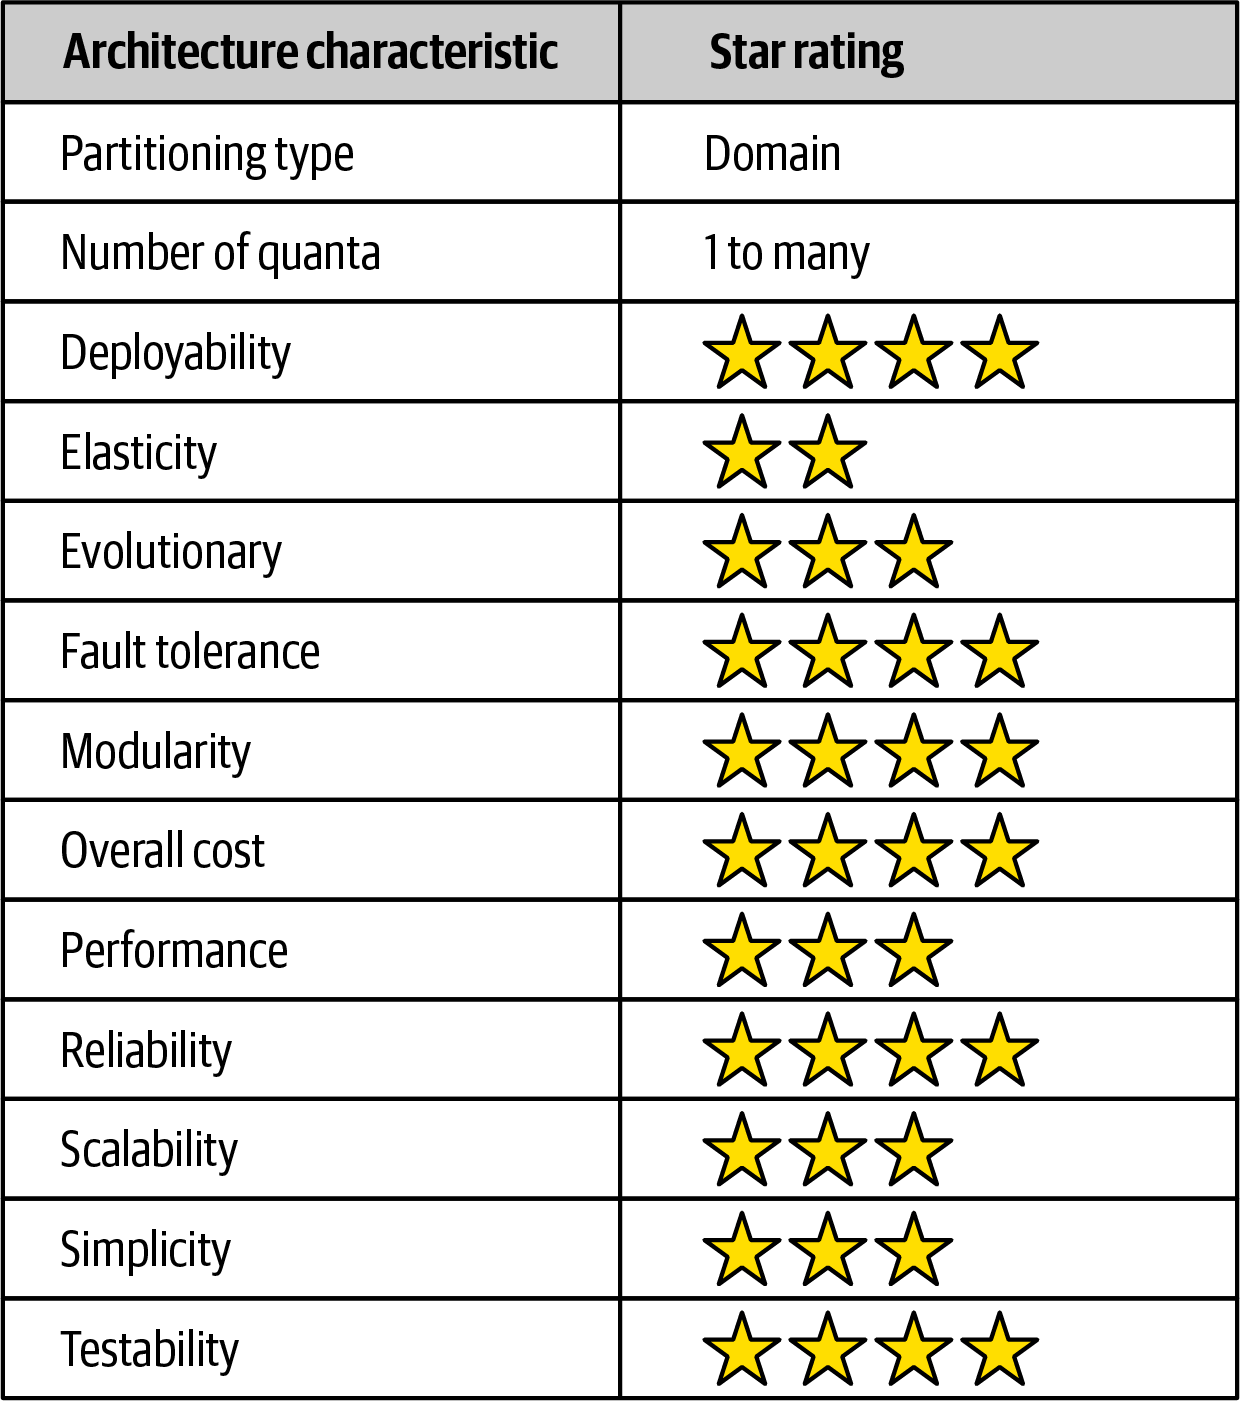 Architecture characteristic Star rating
Partitioning type Domain
Number of quanta 1 to many
Deployability
Elasticity
Evolutionary
Fault tolerance
Modularity
Overall cost
Performance
Reliability
Scalability
Simplicity
Testability